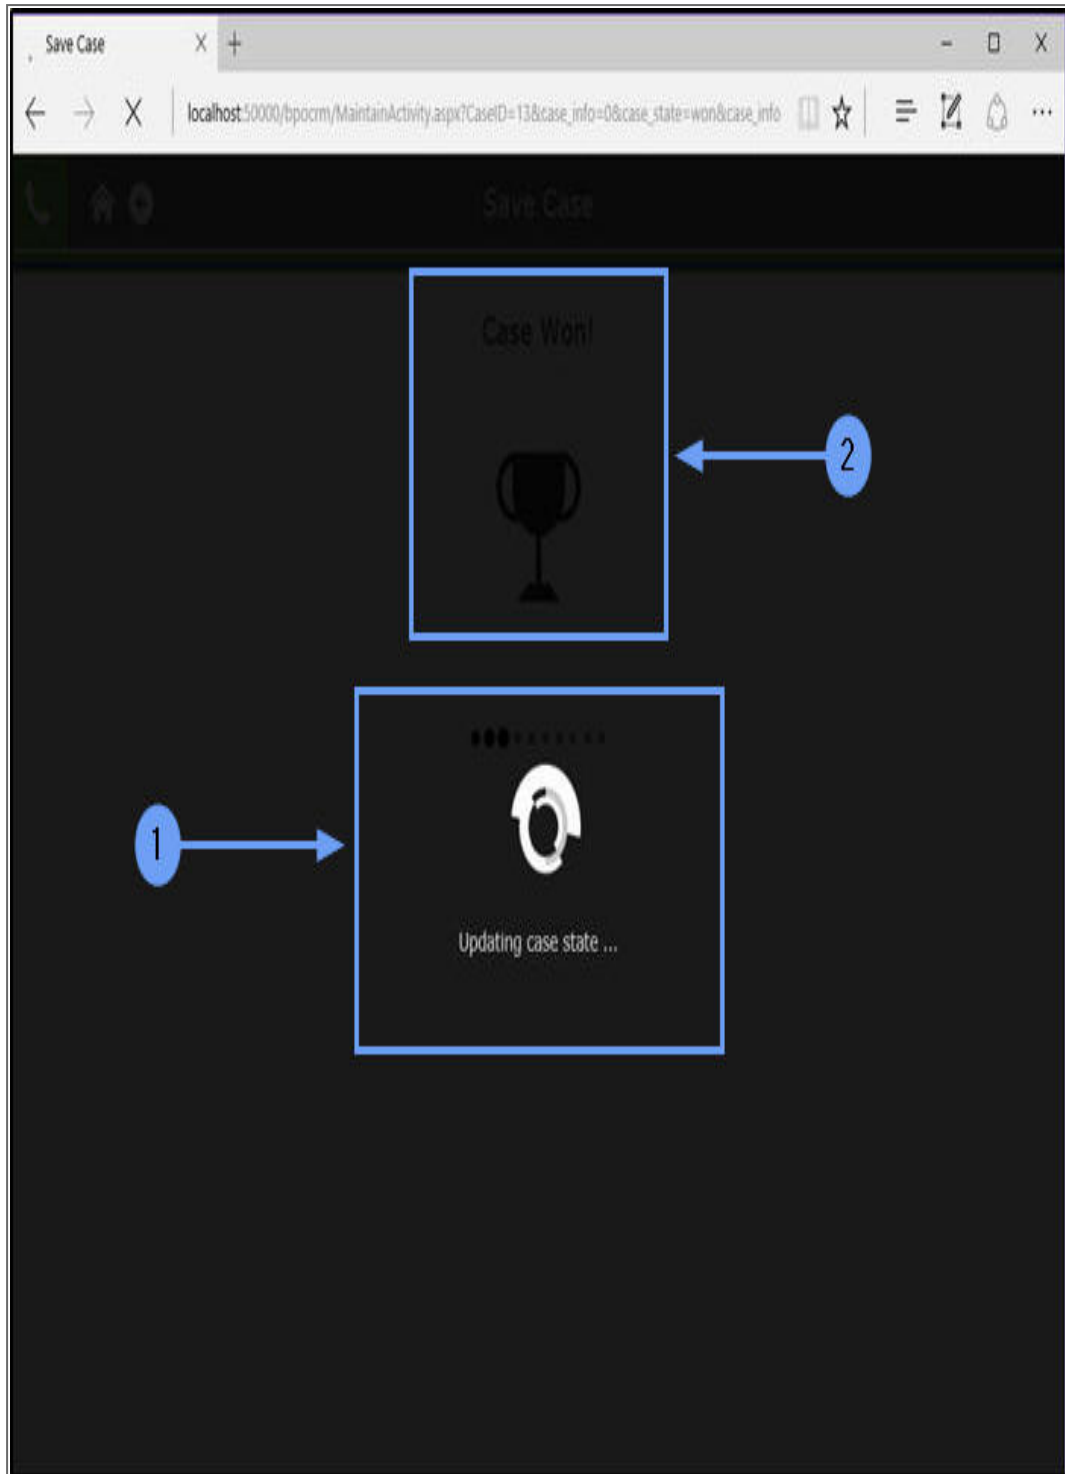 Save Case
localhost:50000/bpocrm/MaintainActivity.aspx?CaseID=13&case_info=0&case_state=won&case_info
Save Case
Case Won!
2
1
Updating case state ...